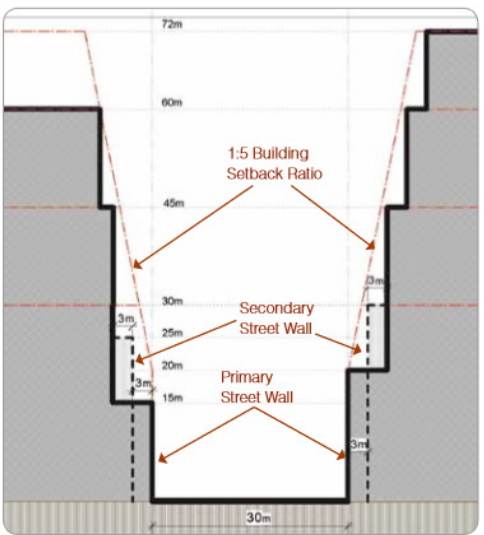 72m
60m
1:5 Building
Setback Ratio
45m
30m
3m
Secondary
Street Wall
3m
25m
20m
Primary
Street Wall
3m
15m
3m
30m